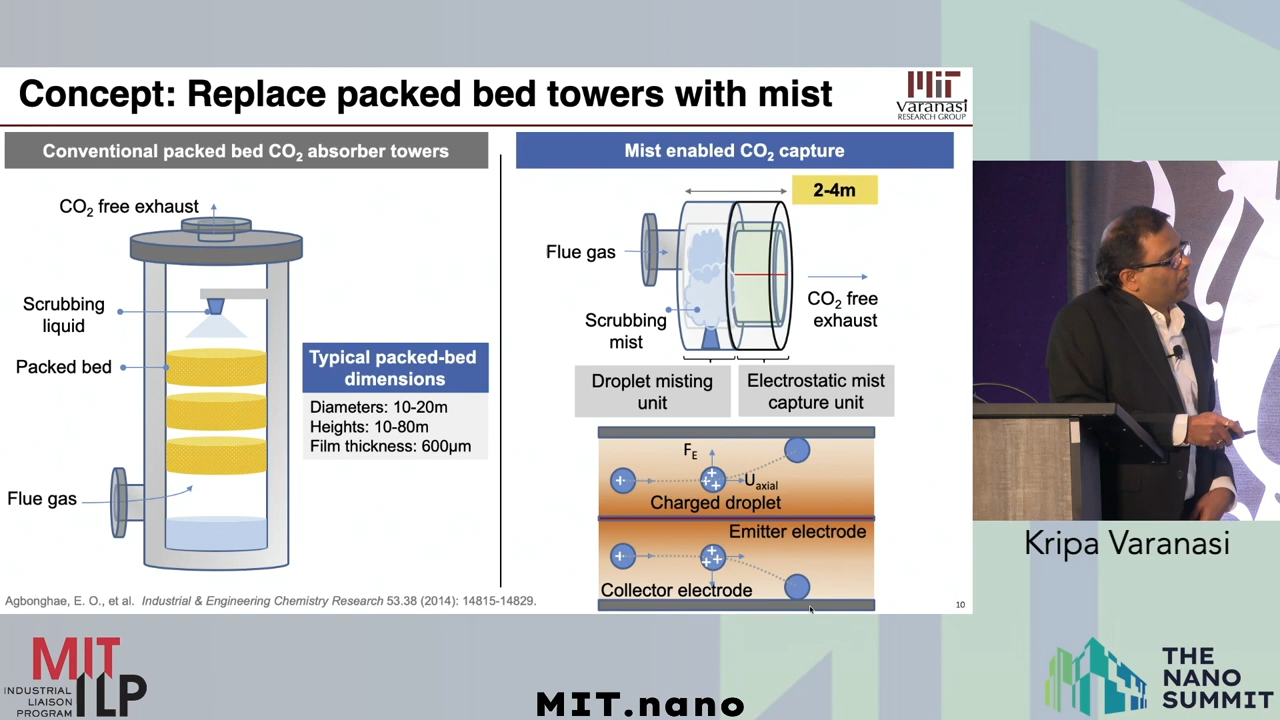 Concept: Replace packed bed towers with mist
MIT
varanasi
RESEARCH GROUP
Conventional packed bed CO₂ absorber towers
CO₂ free exhaust
Scrubbing
liquid
Packed bed
Flue gas
Typical packed-bed
dimensions
Diameters: 10-20m
Heights: 10-80m
Film thickness: 600µm
Mist enabled CO₂ capture
2-4m
Flue gas
Scrubbing
mist
CO₂ free
exhaust
Droplet misting
unit
Electrostatic mist
capture unit
F_E
+
+ + +
U_axial
Charged droplet
Emitter electrode
+
+ + +
Collector electrode
Agbonghae, E. O., et al. Industrial & Engineering Chemistry Research 53.38 (2014): 14815-14829.
10
Kripa Varanasi
MIT
ILP
INDUSTRIAL
LIAISON
PROGRAM
MIT.nano
THE
NANO
SUMMIT